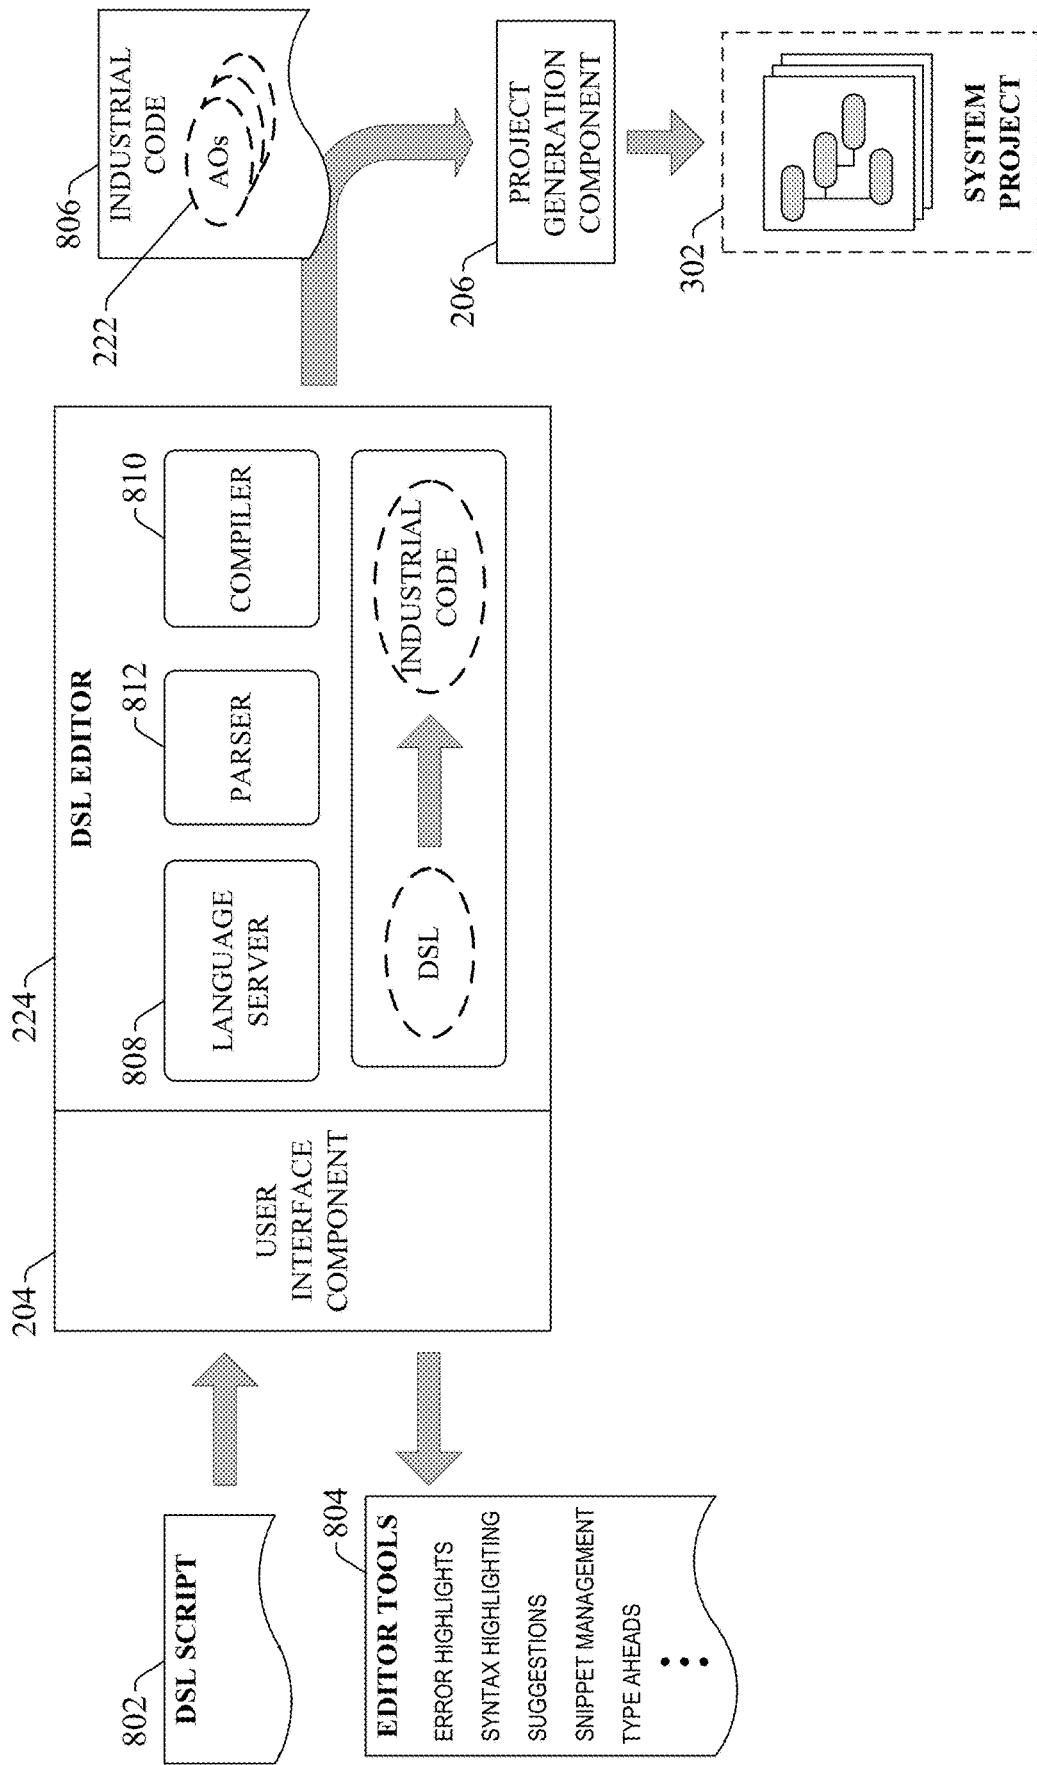 802
DSL SCRIPT
804
EDITOR TOOLS
ERROR HIGHLIGHTS
SYNTAX HIGHLIGHTING
SUGGESTIONS
SNIPPET MANAGEMENT
TYPE AHEADS
204
USER
INTERFACE
COMPONENT
224
DSL EDITOR
808
LANGUAGE
SERVER
812
PARSER
810
COMPILER
DSL
INDUSTRIAL
CODE
806
INDUSTRIAL
CODE
222
AOs
206
PROJECT
GENERATION
COMPONENT
302
SYSTEM
PROJECT